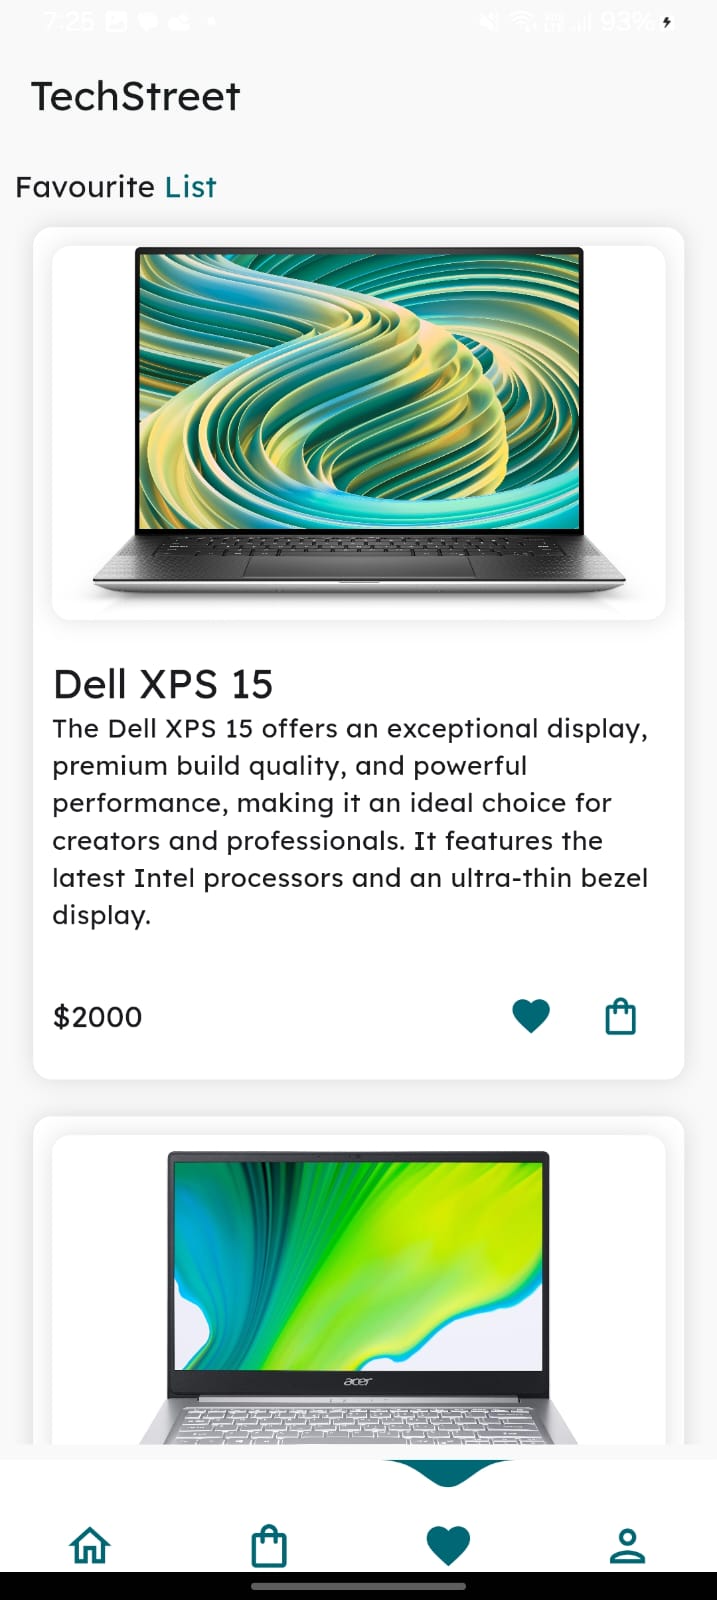 7:25
93%
TechStreet
Favourite List
Dell XPS 15
The Dell XPS 15 offers an exceptional display,
premium build quality, and powerful
performance, making it an ideal choice for
creators and professionals. It features the
latest Intel processors and an ultra-thin bezel
display.
$2000
acer